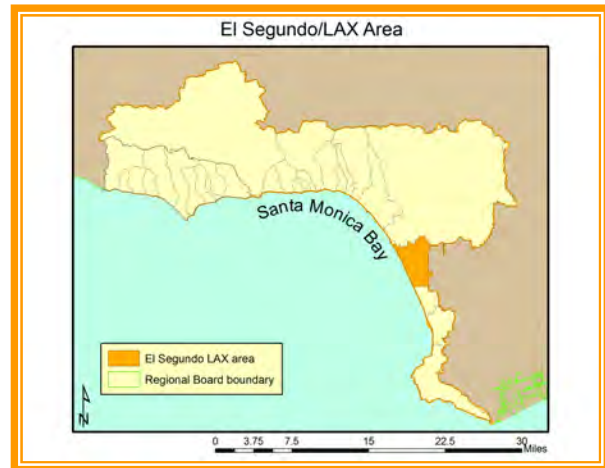 El Segundo/LAX Area
Santa Monica Bay
El Segundo LAX area
Regional Board boundary
N
0 3.75 7.5 15 22.5 30
Miles